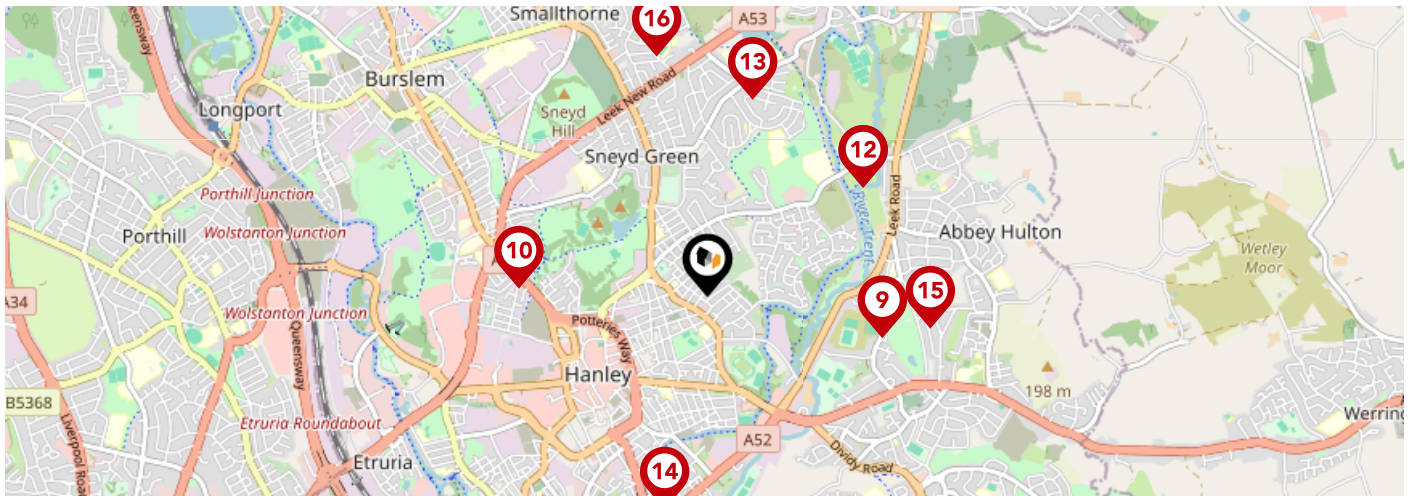 Smallthorne
16
A53
ueensway
13
Burslem
Leek New Road
Longport
Sneyd
Hill
12
Sneyd Green
Porthill Junction
River Trent
Leek Road
Porthill
Wolstanton Junction
Abbey Hulton
10
A
Wetley
Moor
9
15
A34
Wolstanton Junction
Potteries Way
Queensway
Hanley
198 m
B5368
Liverpool Road
Etruria Roundabout
Werring
A52
Etruria
Dividy Road
14